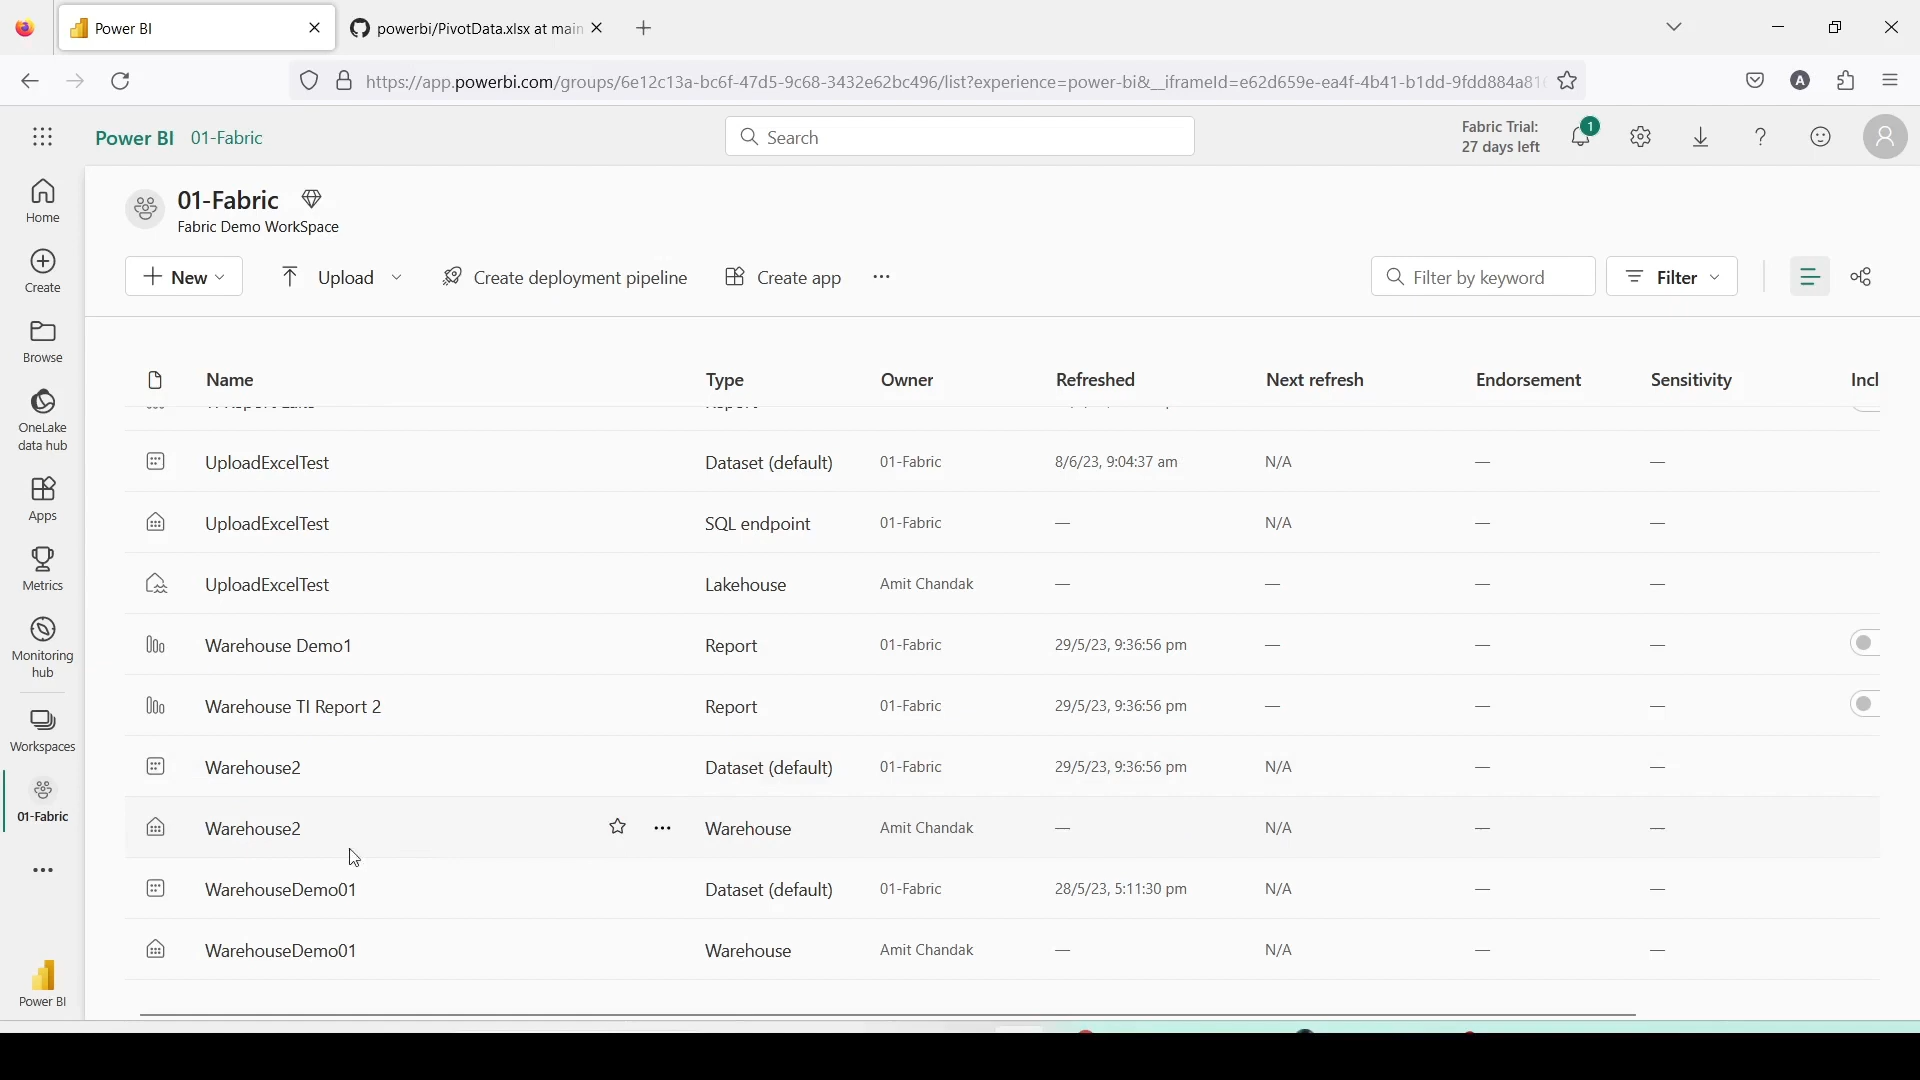 Power BI
powerbi/PivotData.xlsx at main
https://app.powerbi.com/groups/6e12c13a-bc6f-47d5-9c68-3432e62bc496/list?experience=power-bi&__iframeId=e62d659e-ea4f-4b41-b1dd-9fdd884a81
A
Power BI 01-Fabric
Search
Fabric Trial:
27 days left
1
Home
Create
Browse
OneLake
data hub
Apps
Metrics
Monitoring
hub
Workspaces
01-Fabric
Power BI
01-Fabric
Fabric Demo WorkSpace
New Upload Create deployment pipeline Create app Filter by keyword Filter
Name Type Owner Refreshed Next refresh Endorsement Sensitivity Incl
UploadExcelTest Dataset (default) 01-Fabric 8/6/23, 9:04:37 am N/A — —
UploadExcelTest SQL endpoint 01-Fabric — N/A — —
UploadExcelTest Lakehouse Amit Chandak — — — —
Warehouse Demo1 Report 01-Fabric 29/5/23, 9:36:56 pm — — —
Warehouse TI Report 2 Report 01-Fabric 29/5/23, 9:36:56 pm — — —
Warehouse2 Dataset (default) 01-Fabric 29/5/23, 9:36:56 pm N/A — —
Warehouse2 Warehouse Amit Chandak — N/A — —
WarehouseDemo01 Dataset (default) 01-Fabric 28/5/23, 5:11:30 pm N/A — —
WarehouseDemo01 Warehouse Amit Chandak — N/A — —